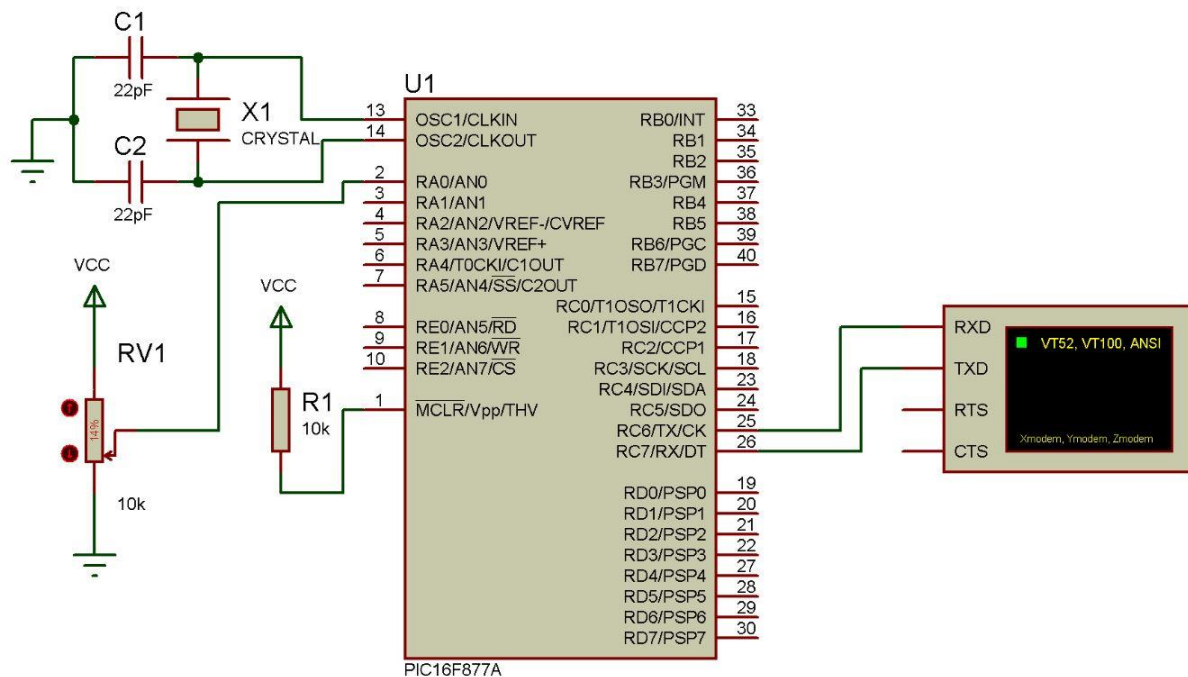 C1
22pF
X1
CRYSTAL
C2
22pF
U1
13 OSC1/CLKIN
14 OSC2/CLKOUT
2 RA0/AN0
3 RA1/AN1
4 RA2/AN2/VREF-/CVREF
5 RA3/AN3/VREF+
6 RA4/T0CKI/C1OUT
7 RA5/AN4/SS/C2OUT
8 RE0/AN5/RD
9 RE1/AN6/WR
10 RE2/AN7/CS
1 MCLR/Vpp/THV
RB0/INT 33
RB1 34
RB2 35
RB3/PGM 36
RB4 37
RB5 38
RB6/PGC 39
RB7/PGD 40
RC0/T1OSO/T1CKI 15
RC1/T1OSI/CCP2 16
RC2/CCP1 17
RC3/SCK/SCL 18
RC4/SDI/SDA 23
RC5/SDO 24
RC6/TX/CK 25
RC7/RX/DT 26
RD0/PSP0 19
RD1/PSP1 20
RD2/PSP2 21
RD3/PSP3 22
RD4/PSP4 27
RD5/PSP5 28
RD6/PSP6 29
RD7/PSP7 30
PIC16F877A
VCC
RV1
14%
10k
VCC
R1
10k
RXD
TXD
RTS
CTS
VT52, VT100, ANSI
Xmodem, Ymodem, Zmodem